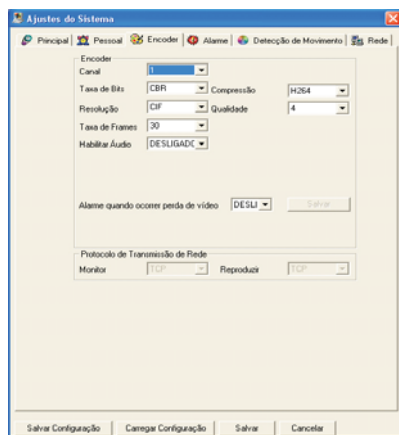 Ajustes do Sistema
Principal Pessoal Encoder Alarme Detecção de Movimento Rede
Encoder
Canal 1
Taxa de Bits CBR Compressão H264
Resolução CIF Qualidade 4
Taxa de Frames 30
Habilitar Áudio DESLIGADC
Alarme quando ocorrer perda de vídeo DESLI Salvar
Protocolo de Transmissão de Rede
Monitor TCP Reproduzir TCP
Salvar Configuração Carregar Configuração Salvar Cancelar